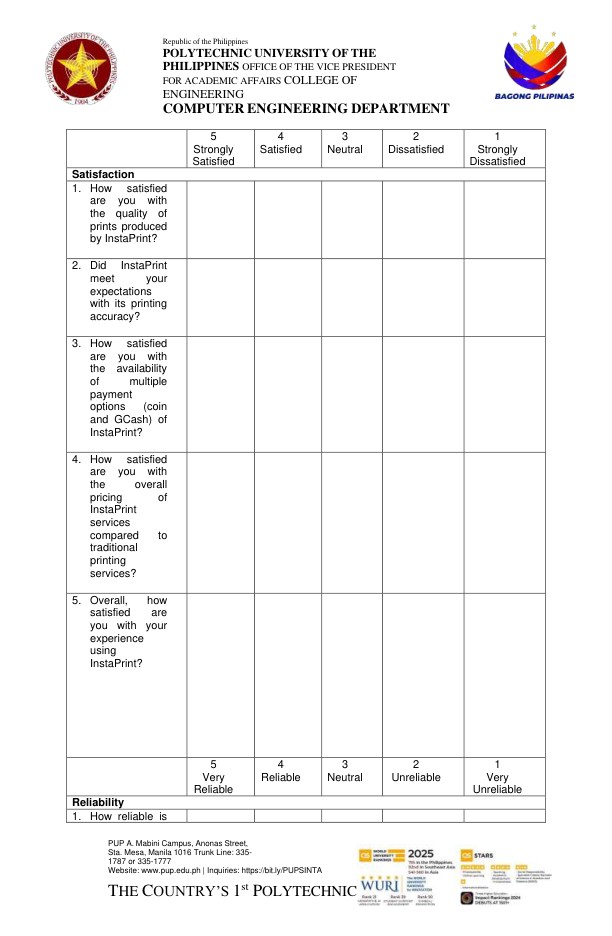 Republic of the Philippines
POLYTECHNIC UNIVERSITY OF THE
PHILIPPINES OFFICE OF THE VICE PRESIDENT
FOR ACADEMIC AFFAIRS COLLEGE OF
ENGINEERING
COMPUTER ENGINEERING DEPARTMENT
1904
BAGONG PILIPINAS
5 4 3 2 1
Strongly Satisfied Neutral Dissatisfied Strongly
Satisfied Dissatisfied
Satisfaction
1. How satisfied
are you with
the quality of
prints produced
by InstaPrint?
2. Did InstaPrint
meet your
expectations
with its printing
accuracy?
3. How satisfied
are you with
the availability
of multiple
payment
options (coin
and GCash) of
InstaPrint?
4. How satisfied
are you with
the overall
pricing of
InstaPrint
services
compared to
traditional
printing
services?
5. Overall, how
satisfied are
you with your
experience
using
InstaPrint?
5 4 3 2 1
Very Reliable Neutral Unreliable Very
Reliable Unreliable
Reliability
1. How reliable is
PUP A. Mabini Campus, Anonas Street,
Sta. Mesa, Manila 1016 Trunk Line: 335-
1787 or 335-1777
Website: www.pup.edu.ph | Inquiries: https://bit.ly/PUPSINTA
THE COUNTRY'S 1st POLYTECHNIC
QS WORLD UNIVERSITY RANKINGS
2025
QS STARS
WURI
Impact Rankings 2024